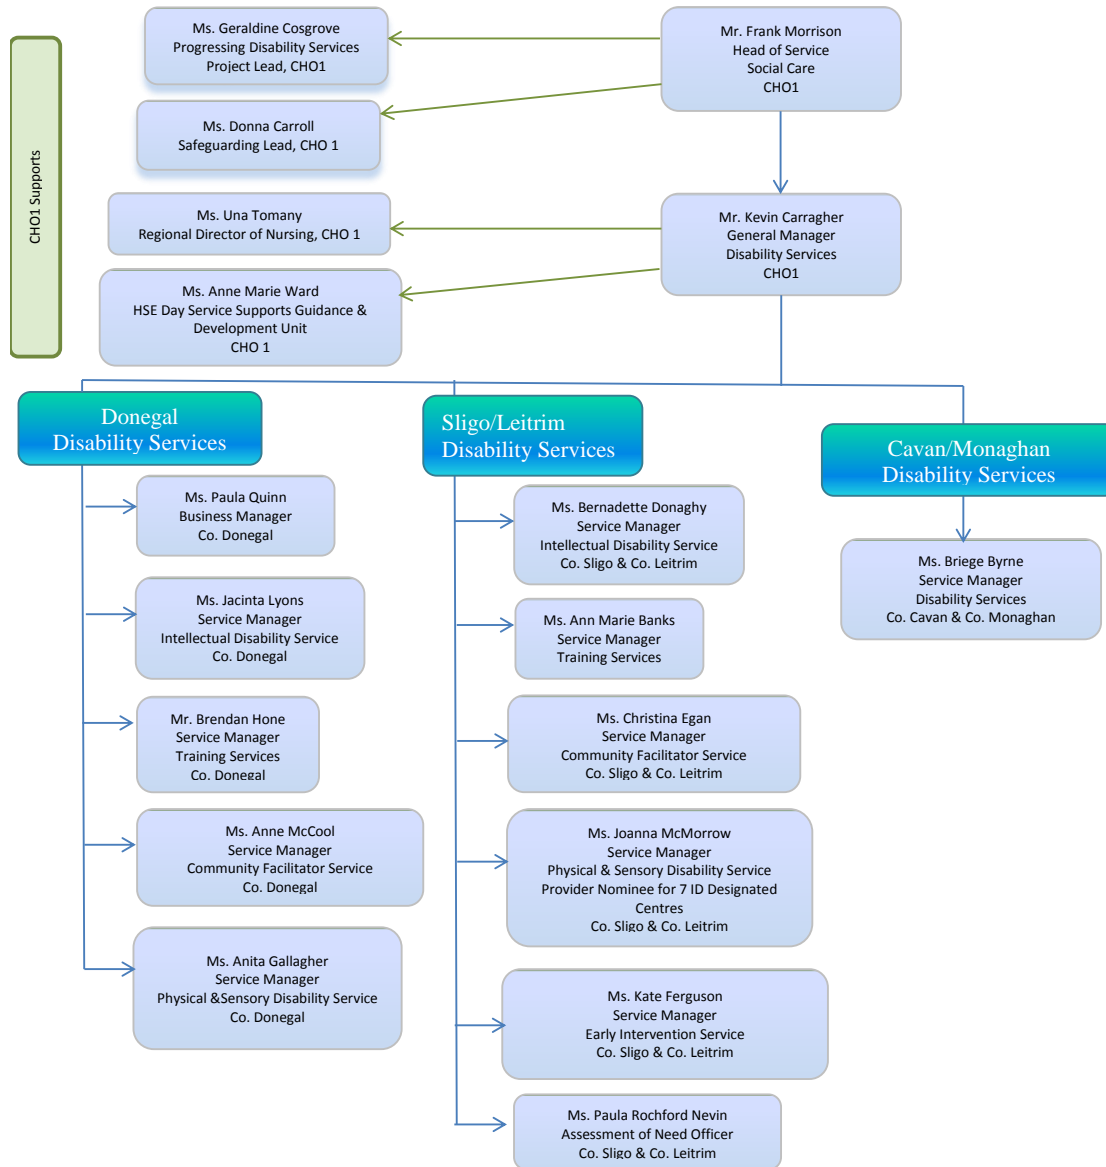 CHO1 Supports
Ms. Geraldine Cosgrove
Progressing Disability Services
Project Lead, CHO1
Mr. Frank Morrison
Head of Service
Social Care
CHO1
Ms. Donna Carroll
Safeguarding Lead, CHO 1
Ms. Una Tomany
Regional Director of Nursing, CHO 1
Mr. Kevin Carragher
General Manager
Disability Services
CHO1
Ms. Anne Marie Ward
HSE Day Service Supports Guidance &
Development Unit
CHO 1
Donegal
Disability Services
Ms. Paula Quinn
Business Manager
Co. Donegal
Ms. Jacinta Lyons
Service Manager
Intellectual Disability Service
Co. Donegal
Mr. Brendan Hone
Service Manager
Training Services
Co. Donegal
Ms. Anne McCool
Service Manager
Community Facilitator Service
Co. Donegal
Ms. Anita Gallagher
Service Manager
Physical &Sensory Disability Service
Co. Donegal
Sligo/Leitrim
Disability Services
Ms. Bernadette Donaghy
Service Manager
Intellectual Disability Service
Co. Sligo & Co. Leitrim
Ms. Ann Marie Banks
Service Manager
Training Services
Ms. Christina Egan
Service Manager
Community Facilitator Service
Co. Sligo & Co. Leitrim
Ms. Joanna McMorrow
Service Manager
Physical & Sensory Disability Service
Provider Nominee for 7 ID Designated
Centres
Co. Sligo & Co. Leitrim
Ms. Kate Ferguson
Service Manager
Early Intervention Service
Co. Sligo & Co. Leitrim
Ms. Paula Rochford Nevin
Assessment of Need Officer
Co. Sligo & Co. Leitrim
Cavan/Monaghan
Disability Services
Ms. Briege Byrne
Service Manager
Disability Services
Co. Cavan & Co. Monaghan